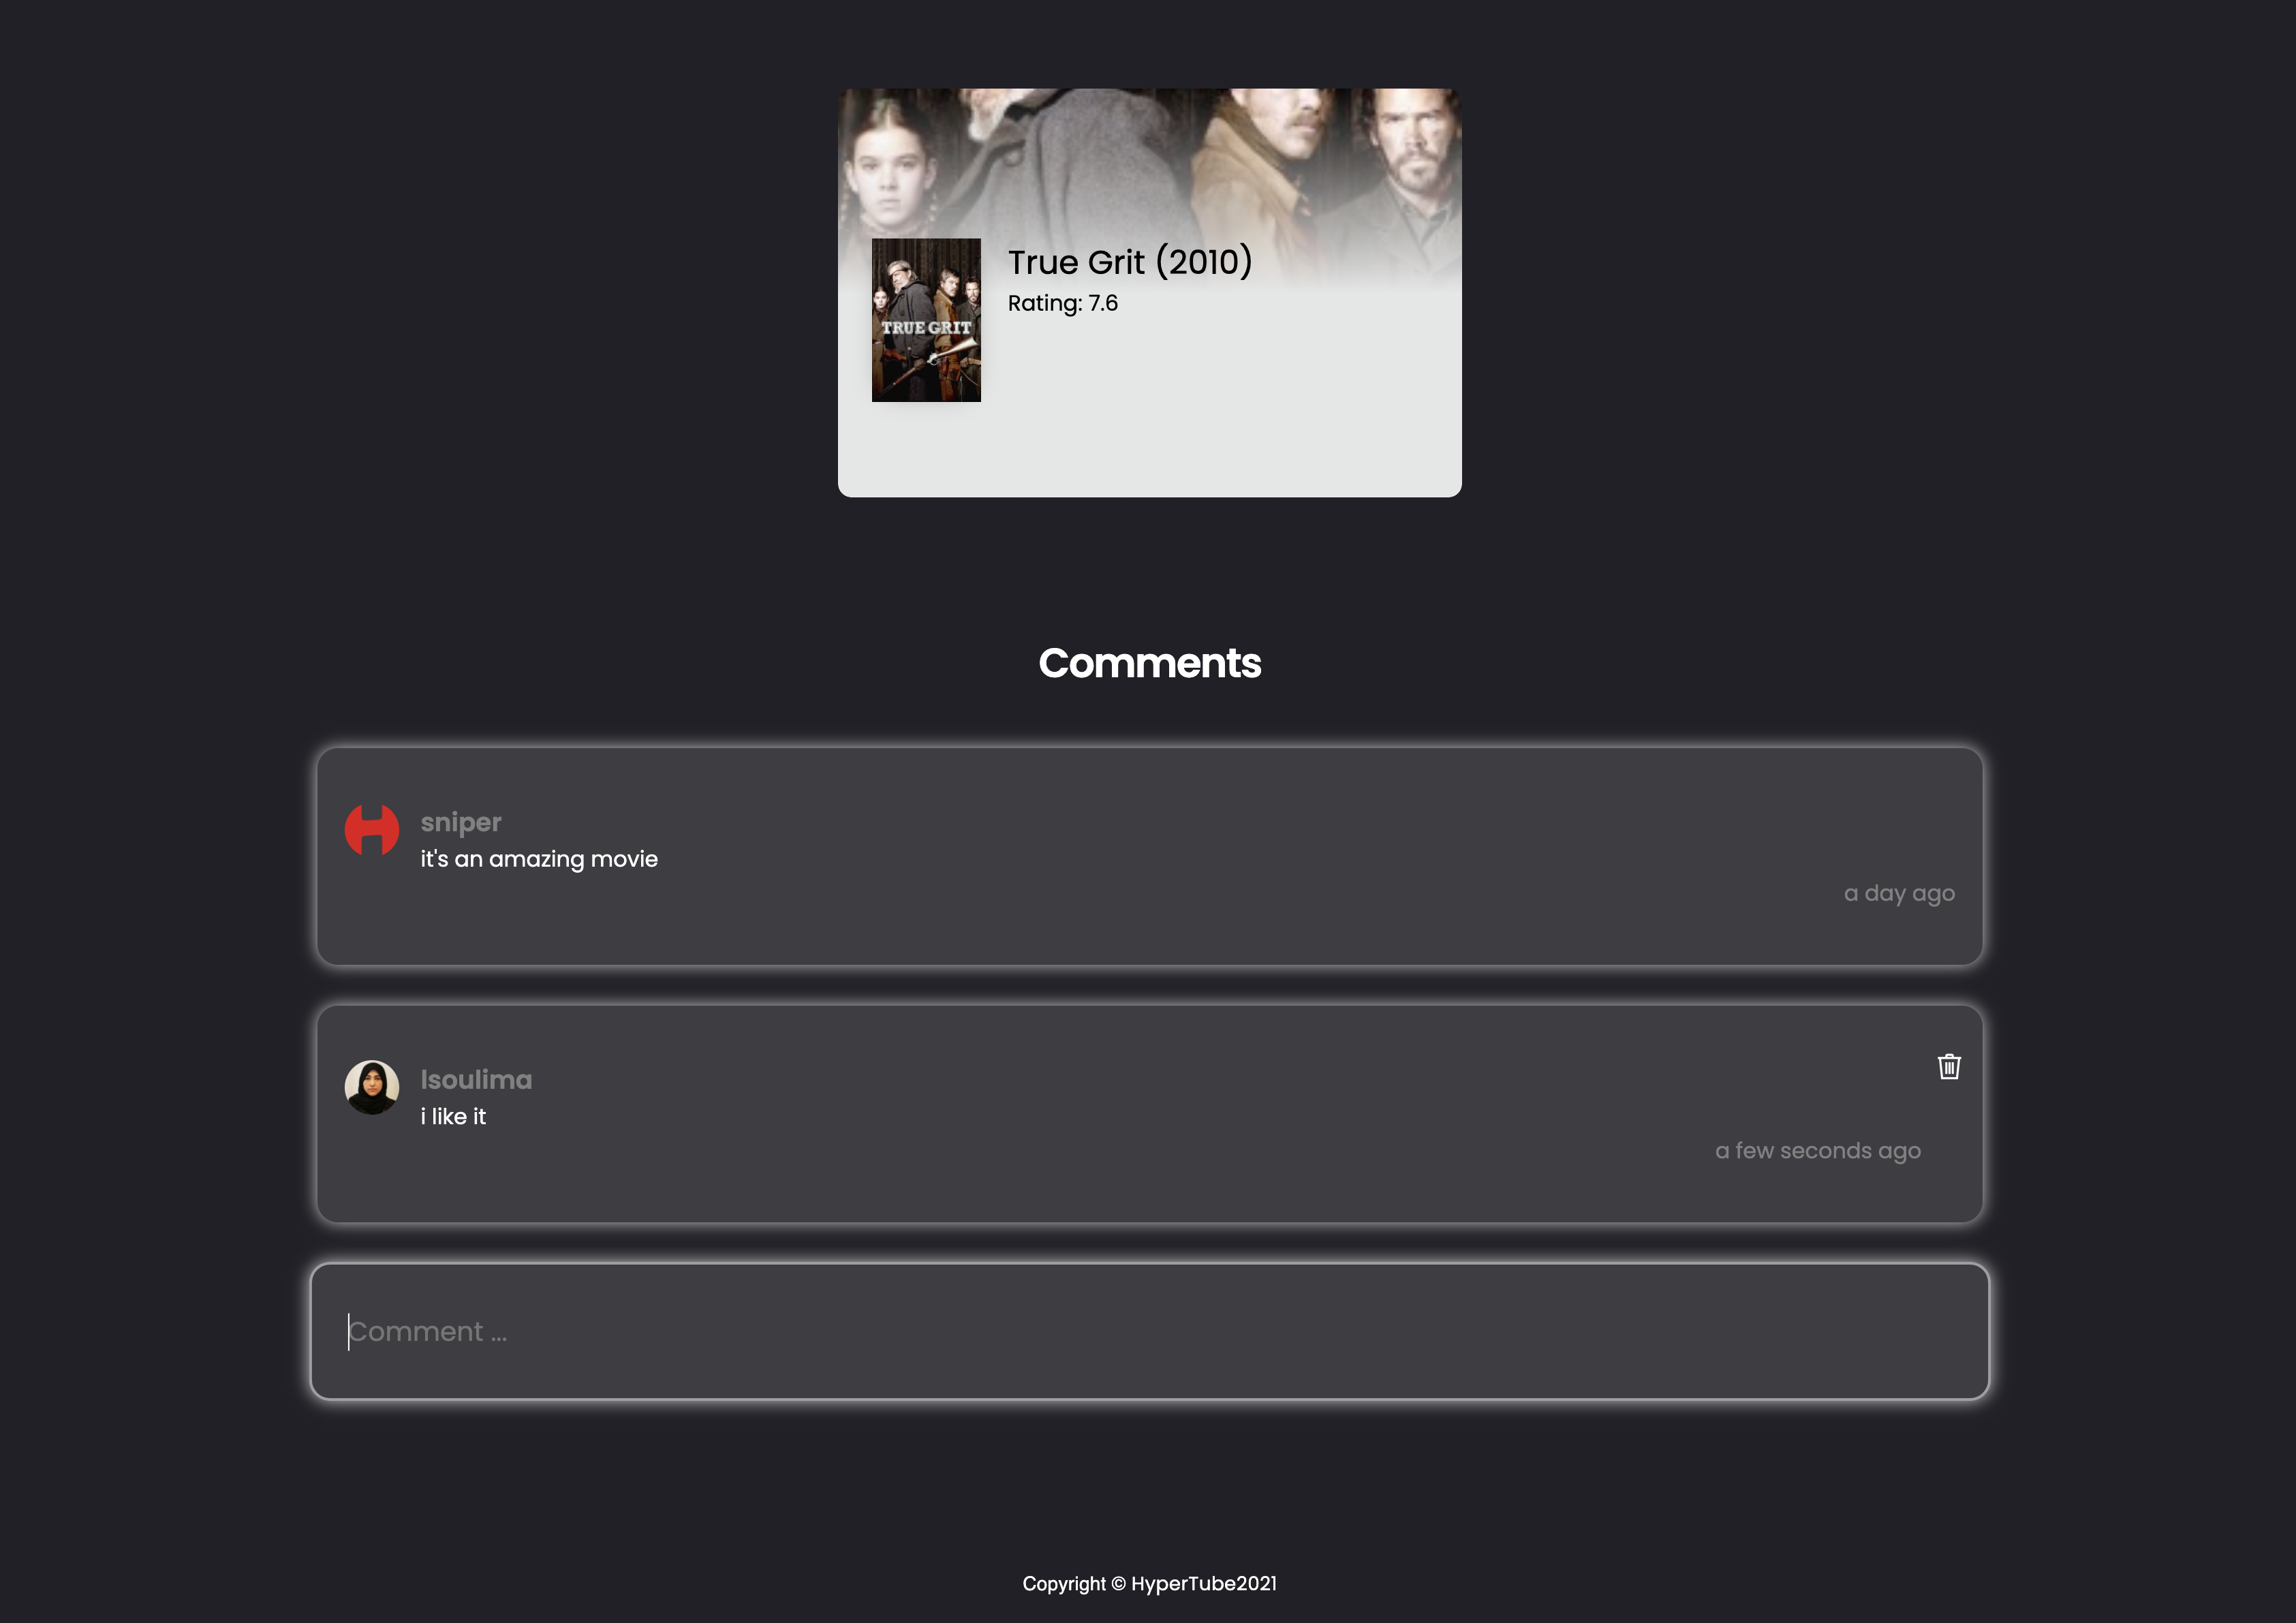 True Grit (2010)
Rating: 7.6
TRUE GRIT
Comments
sniper
it's an amazing movie
a day ago
lsoulima
i like it
a few seconds ago
Comment ...
Copyright © HyperTube2021